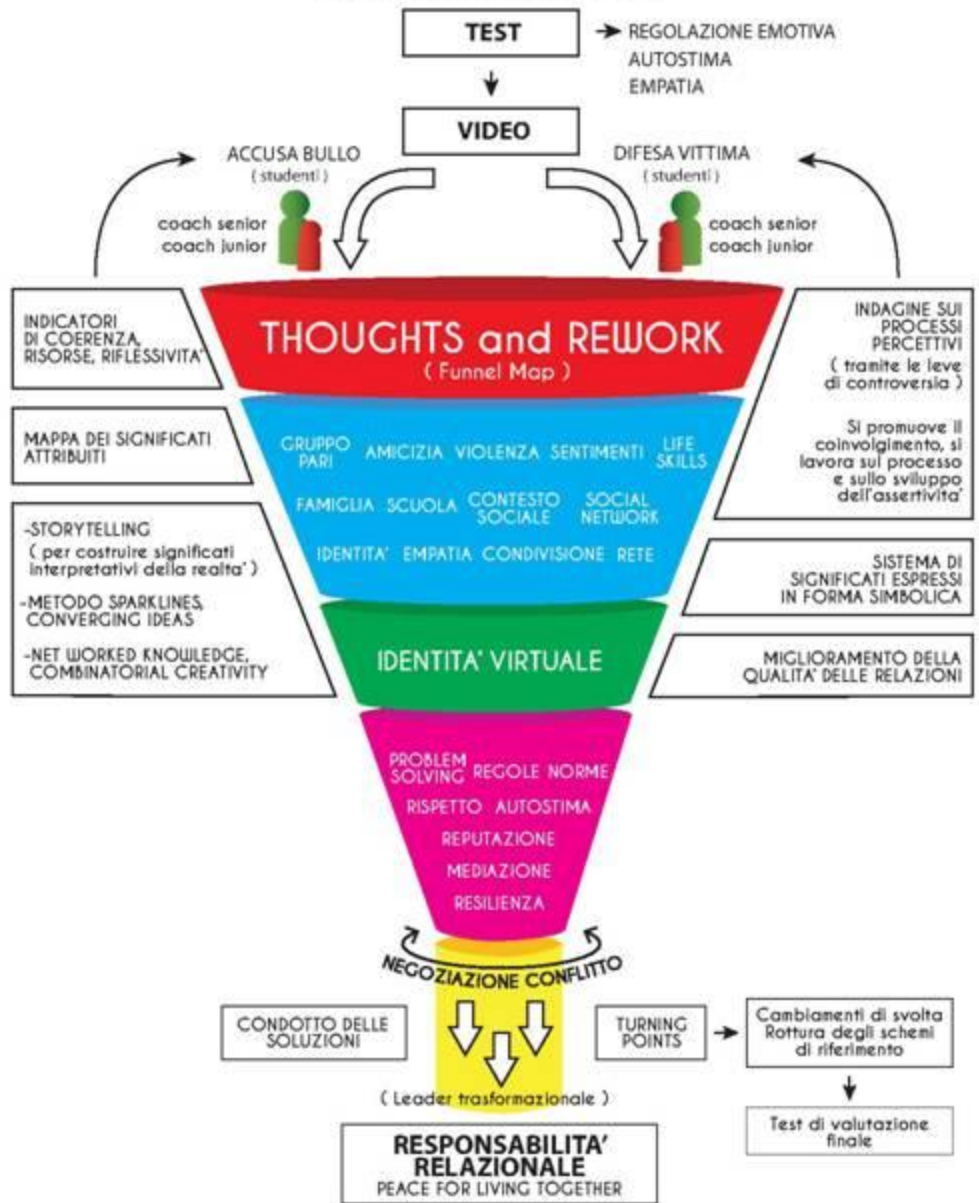 TEST
REGOLAZIONE EMOTIVA
AUTOSTIMA
EMPATIA
VIDEO
ACCUSA BULLO
( studenti )
coach senior
coach junior
DIFESA VITTIMA
( studenti )
coach senior
coach junior
THOUGHTS and REWORK
( Funnel Map )
INDICATORI
DI COERENZA,
RISORSE, RIFLESSIVITA'
MAPPA DEI SIGNIFICATI
ATTRIBUITI
-STORYTELLING
( per costruire significati
interpretativi della realta' )
-METODO SPARKLINES,
CONVERGING IDEAS
-NET WORKED KNOWLEDGE,
COMBINATORIAL CREATIVITY
GRUPPO
PARI
AMICIZIA
VIOLENZA
SENTIMENTI
LIFE
SKILLS
FAMIGLIA
SCUOLA
CONTESTO
SOCIALE
SOCIAL
NETWORK
IDENTITA' EMPATIA CONDIVISIONE RETE
IDENTITA' VIRTUALE
PROBLEM
SOLVING
REGOLE NORME
RISPETTO AUTOSTIMA
REPUTAZIONE
MEDIAZIONE
RESILIENZA
INDAGINE SUI
PROCESSI
PERCETTIVI
( tramite le leve
di controversia )
Si promuove il
coinvolgimento, si
lavora sul processo
e sullo sviluppo
dell'assertivita'
SISTEMA DI
SIGNIFICATI ESPRESSI
IN FORMA SIMBOLICA
MIGLIORAMENTO DELLA
QUALITA' DELLE RELAZIONI
NEGOZIAZIONE CONFLITTO
CONDOTTO DELLE
SOLUZIONI
TURNING
POINTS
Cambiamenti di svolta
Rottura degli schemi
di riferimento
Test di valutazione
finale
( Leader trasformazionale )
RESPONSABILITA'
RELAZIONALE
PEACE FOR LIVING TOGETHER